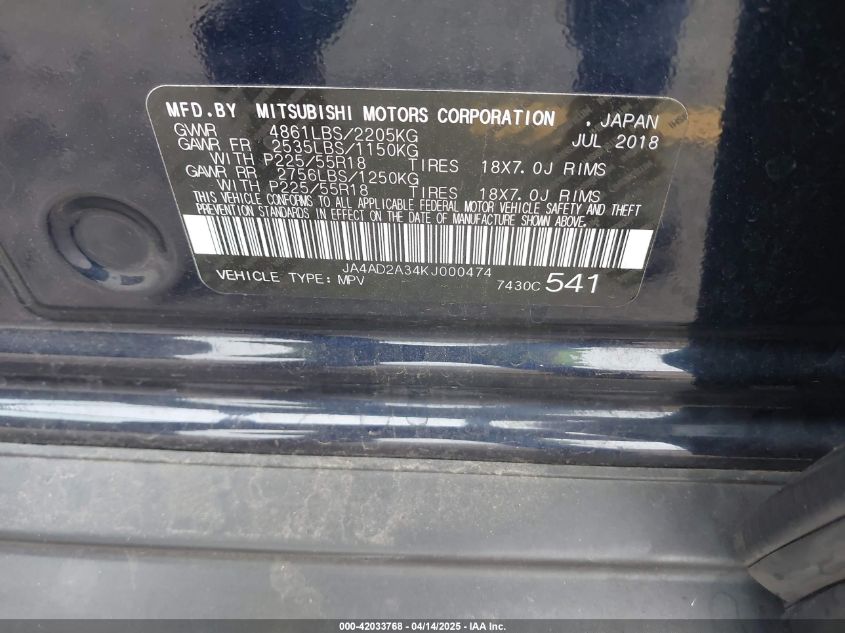 MFD.BY MITSUBISHI MOTORS CORPORATION . JAPAN
GVWR 4861LBS/2205KG JUL 2018
GAWR FR 2535LBS/1150KG
WITH P225/55R18 TIRES 18X7.0J RIMS
GAWR RR 2756LBS/1250KG
WITH P225/55R18 TIRES 18X7.0J RIMS
THIS VEHICLE CONFORMS TO ALL APPLICABLE FEDERAL MOTOR VEHICLE SAFETY AND THEFT
PREVENTION STANDARDS IN EFFECT ON THE DATE OF MANUFACTURE SHOWN ABOVE.
JA4AD2A34KJ000474
VEHICLE TYPE: MPV 7430C 541
000-42033768 - 04/14/2025 - IAA Inc.